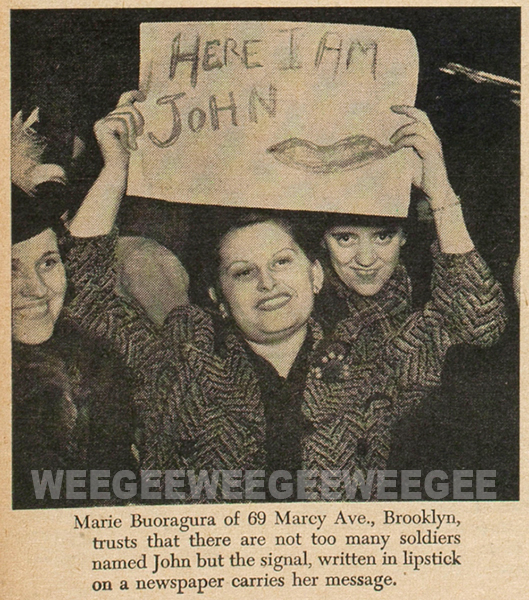 HERE I AM
JOHN
WEEGEEWEEGEEWEEGEE
Marie Buoragura of 69 Marcy Ave., Brooklyn,
trusts that there are not too many soldiers
named John but the signal, written in lipstick
on a newspaper carries her message.